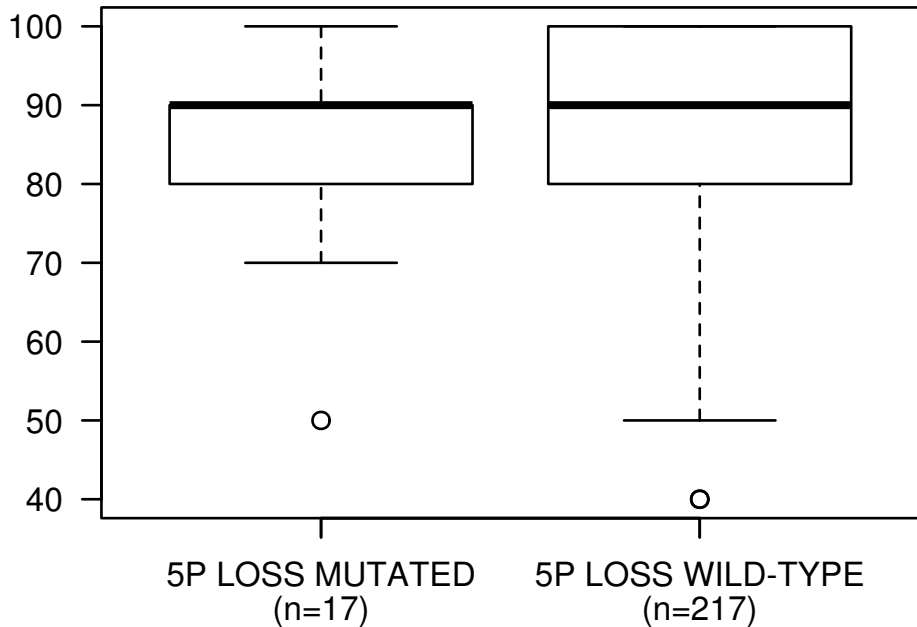 100
90
80
70
60
50
40
5P LOSS MUTATED
(n=17)
5P LOSS WILD-TYPE
(n=217)